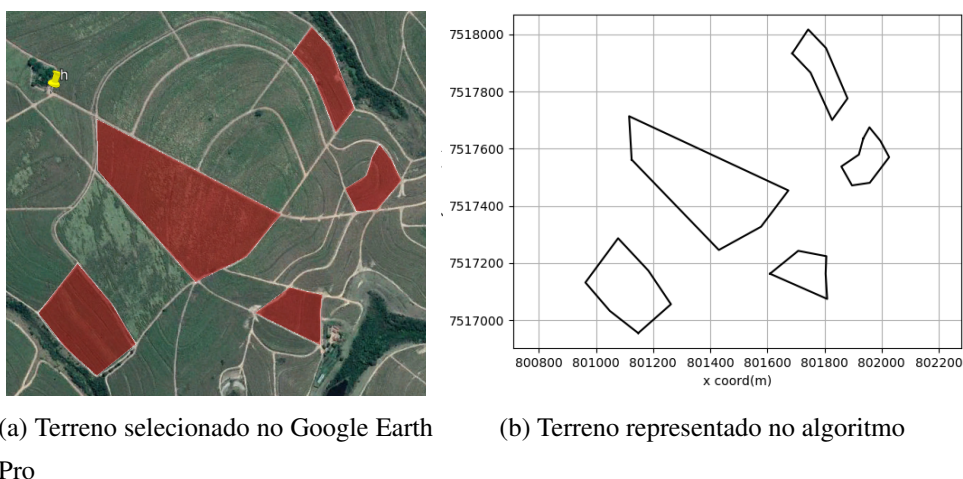 h
7518000
7517800
7517600
7517400
7517200
7517000
800800 801000 801200 801400 801600 801800 802000 802200
x coord(m)
(a) Terreno selecionado no Google Earth
Pro
(b) Terreno representado no algoritmo